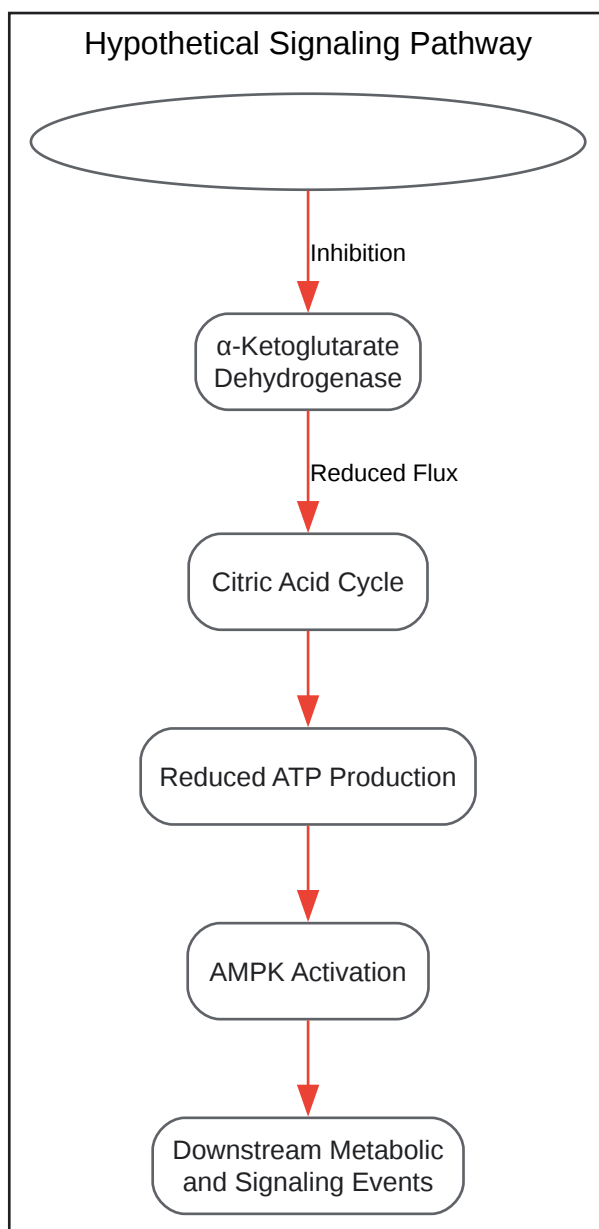 Hypothetical Signaling Pathway
Inhibition
α-Ketoglutarate
Dehydrogenase
Reduced Flux
Citric Acid Cycle
Reduced ATP Production
AMPK Activation
Downstream Metabolic
and Signaling Events